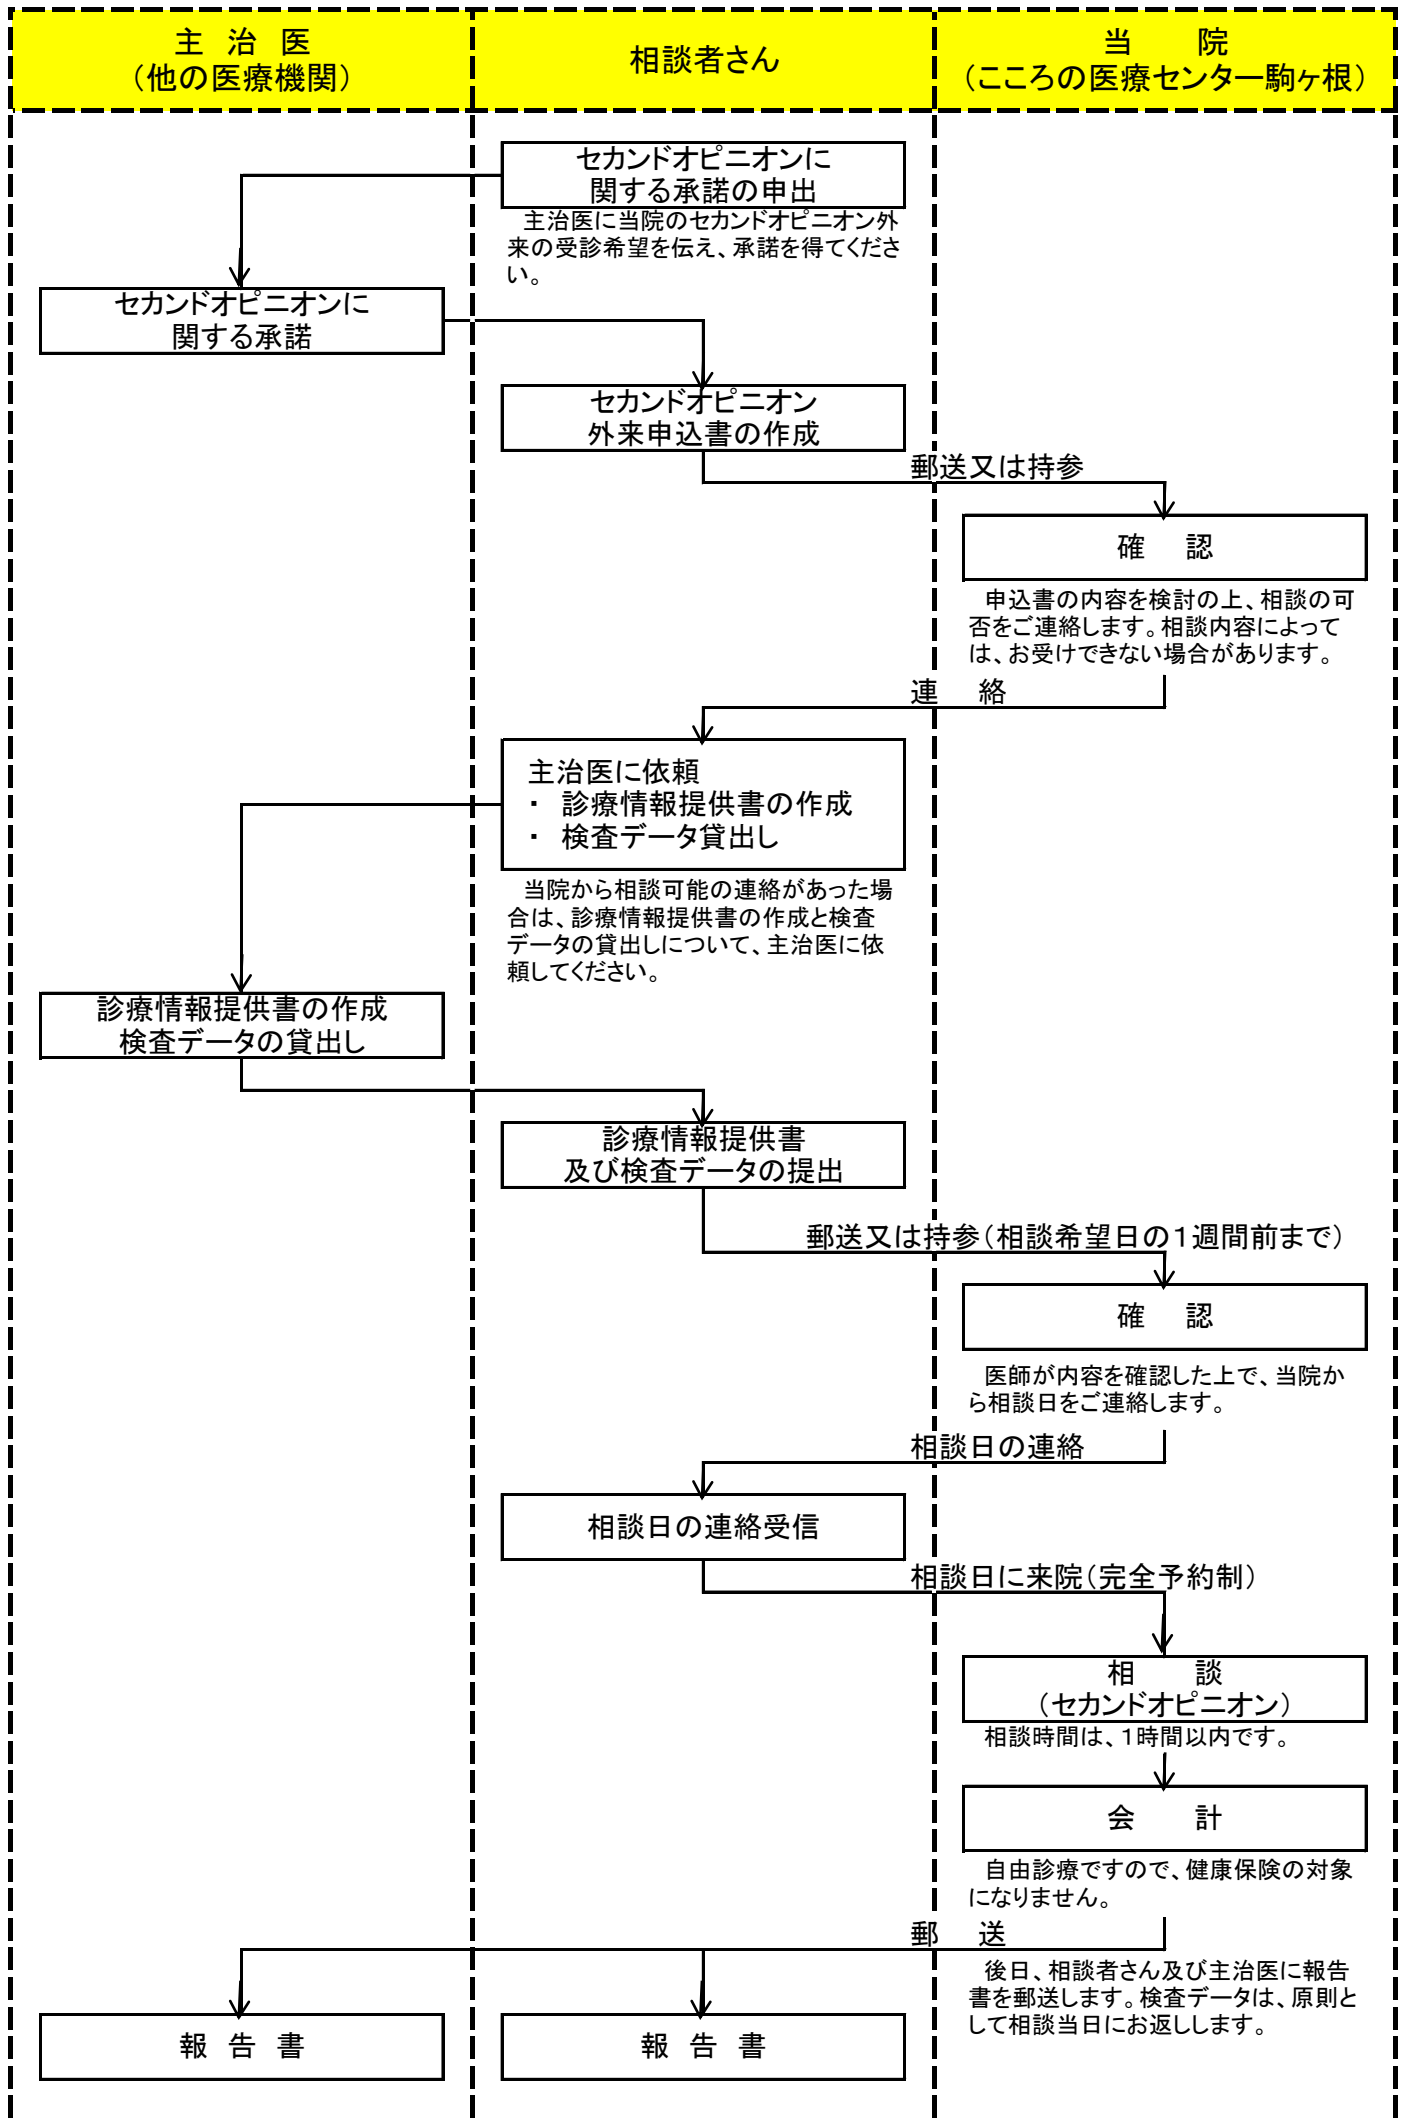 主 治 医
（他の医療機関）
相談者さん
当 院
（こころの医療センター駒ヶ根）
セカンドオピニオンに
関する承諾の申出
主治医に当院のセカンドオピニオン外
来の受診希望を伝え、承諾を得てくださ
い。
セカンドオピニオンに
関する承諾
セカンドオピニオン
外来申込書の作成
郵送又は持参
確 認
申込書の内容を検討の上、相談の可
否をご連絡します。相談内容によって
は、お受けできない場合があります。
連 絡
主治医に依頼
・ 診療情報提供書の作成
・ 検査データ貸出し
当院から相談可能の連絡があった場
合は、診療情報提供書の作成と検査
データの貸出しについて、主治医に依
頼してください。
診療情報提供書の作成
検査データの貸出し
診療情報提供書
及び検査データの提出
郵送又は持参（相談希望日の１週間前まで）
確 認
医師が内容を確認した上で、当院か
ら相談日をご連絡します。
相談日の連絡
相談日の連絡受信
相談日に来院（完全予約制）
相 談
（セカンドオピニオン）
相談時間は、１時間以内です。
会 計
自由診療ですので、健康保険の対象
になりません。
郵 送
後日、相談者さん及び主治医に報告
書を郵送します。検査データは、原則と
して相談当日にお返しします。
報 告 書
報 告 書